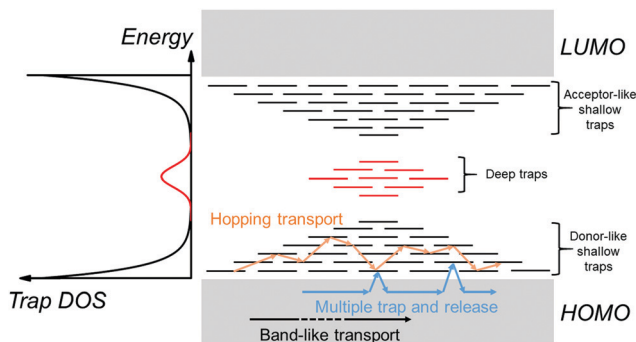 Energy
LUMO
Acceptor-like
shallow
traps
Deep traps
Hopping transport
Donor-like
shallow
traps
Trap DOS
Multiple trap and release
HOMO
Band-like transport